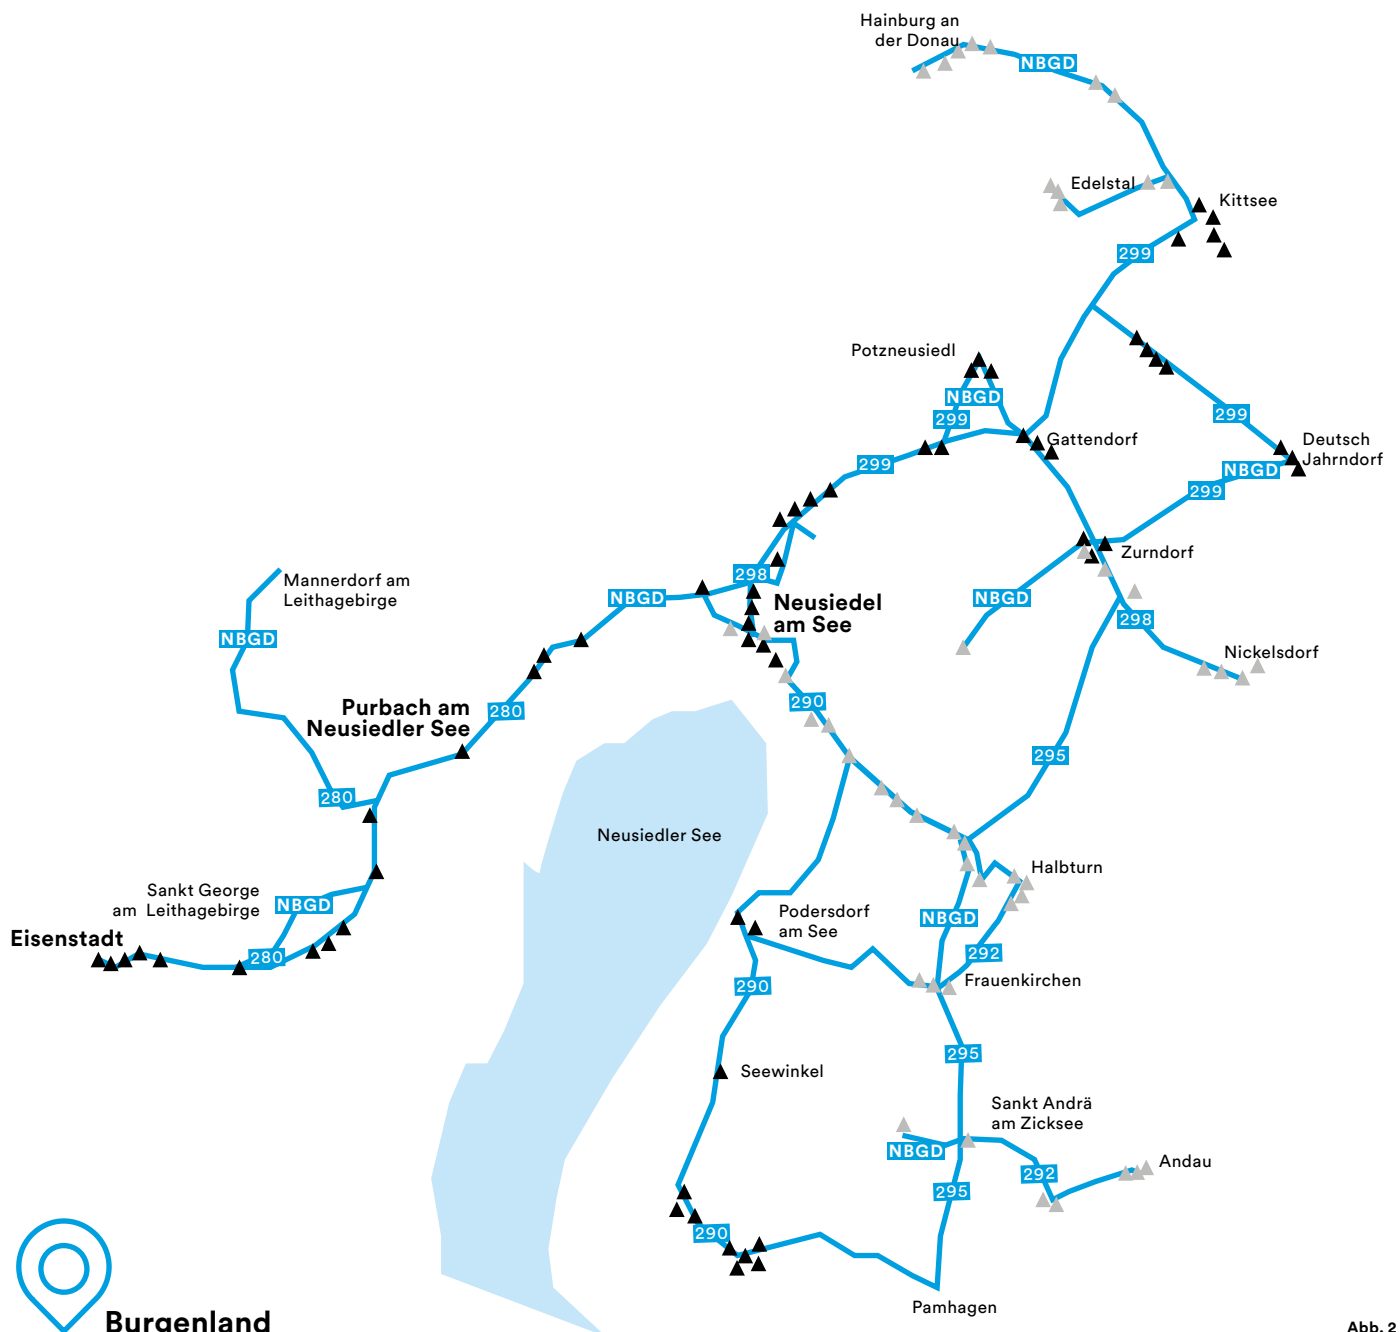 Hainburg an
der Donau
NBGD
Edelstal
Kittsee
299
Potzneusiedl
NBGD
299
299
Gattendorf
299
Deutsch
Jahrndorf
NBGD
299
299
Zurndorf
298
NBGD
NBGD
Neusiedel
am See
298
Nickelsdorf
Mannerdorf am
Leithagebirge
NBGD
290
Purbach am
Neusiedler See
280
295
280
Neusiedler See
Halbturn
Sankt George
am Leithagebirge
NBGD
Podersdorf
am See
NBGD
Eisenstadt
280
292
Frauenkirchen
290
295
Seewinkel
Sankt Andrä
am Zicksee
NBGD
292
Andau
295
290
Pamhagen
Burgenland
Abb. 2